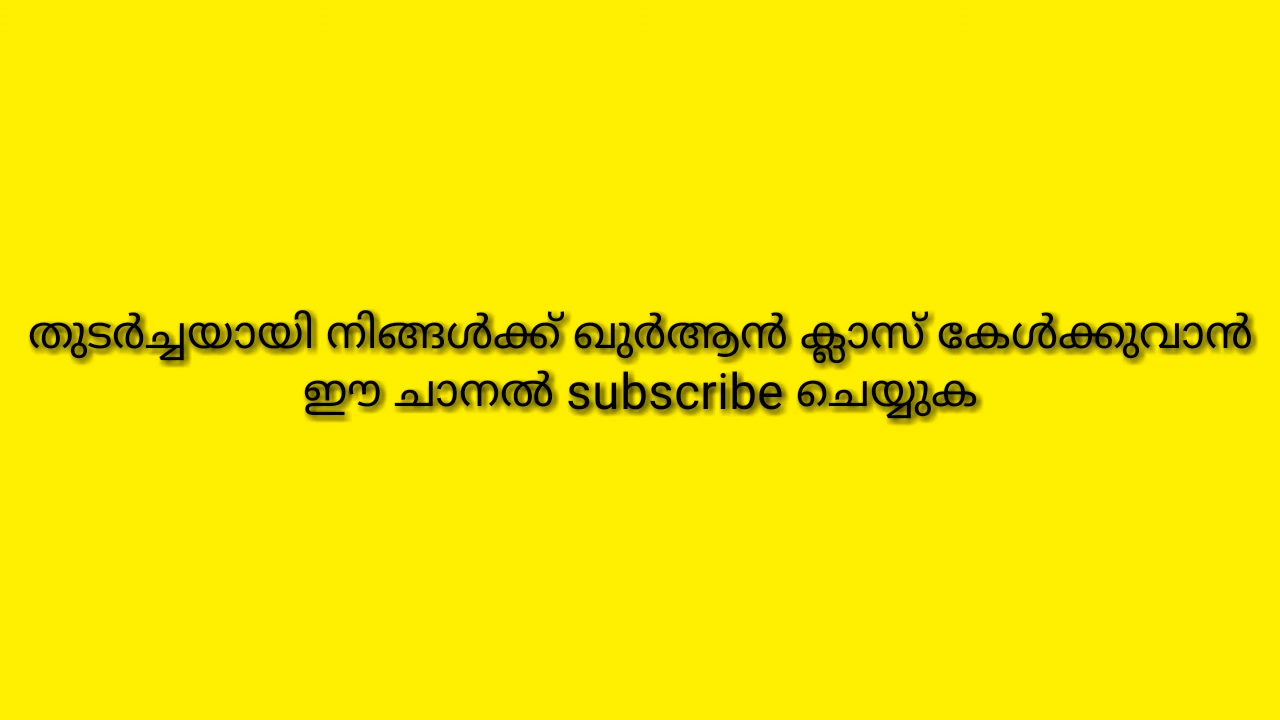 തുടർച്ചയായി നിങ്ങൾക്ക് ഖുർആൻ ക്ലാസ് കേൾക്കുവാൻ
ഈ ചാനൽ subscribe ചെയ്യുക